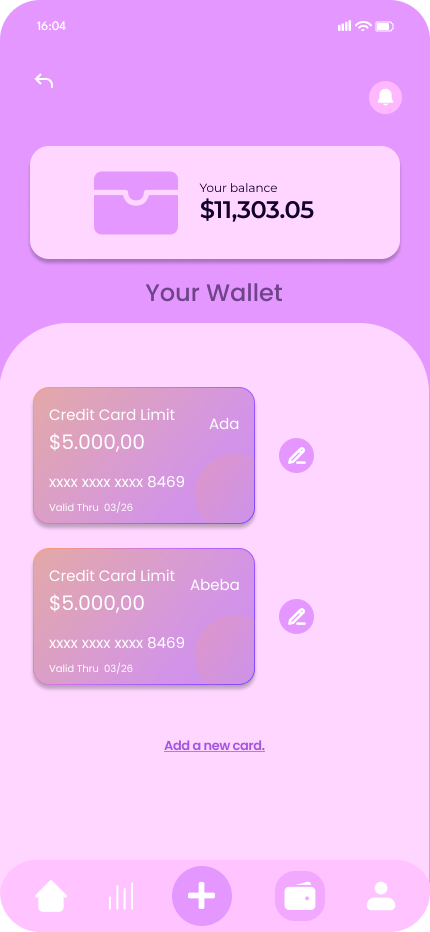 16:04
Your balance
$11,303.05
Your Wallet
Credit Card Limit
Ada
$5.000,00
xxxx xxxx xxxx 8469
Valid Thru 03/26
Credit Card Limit
Abeba
$5.000,00
xxxx xxxx xxxx 8469
Valid Thru 03/26
Add a new card.